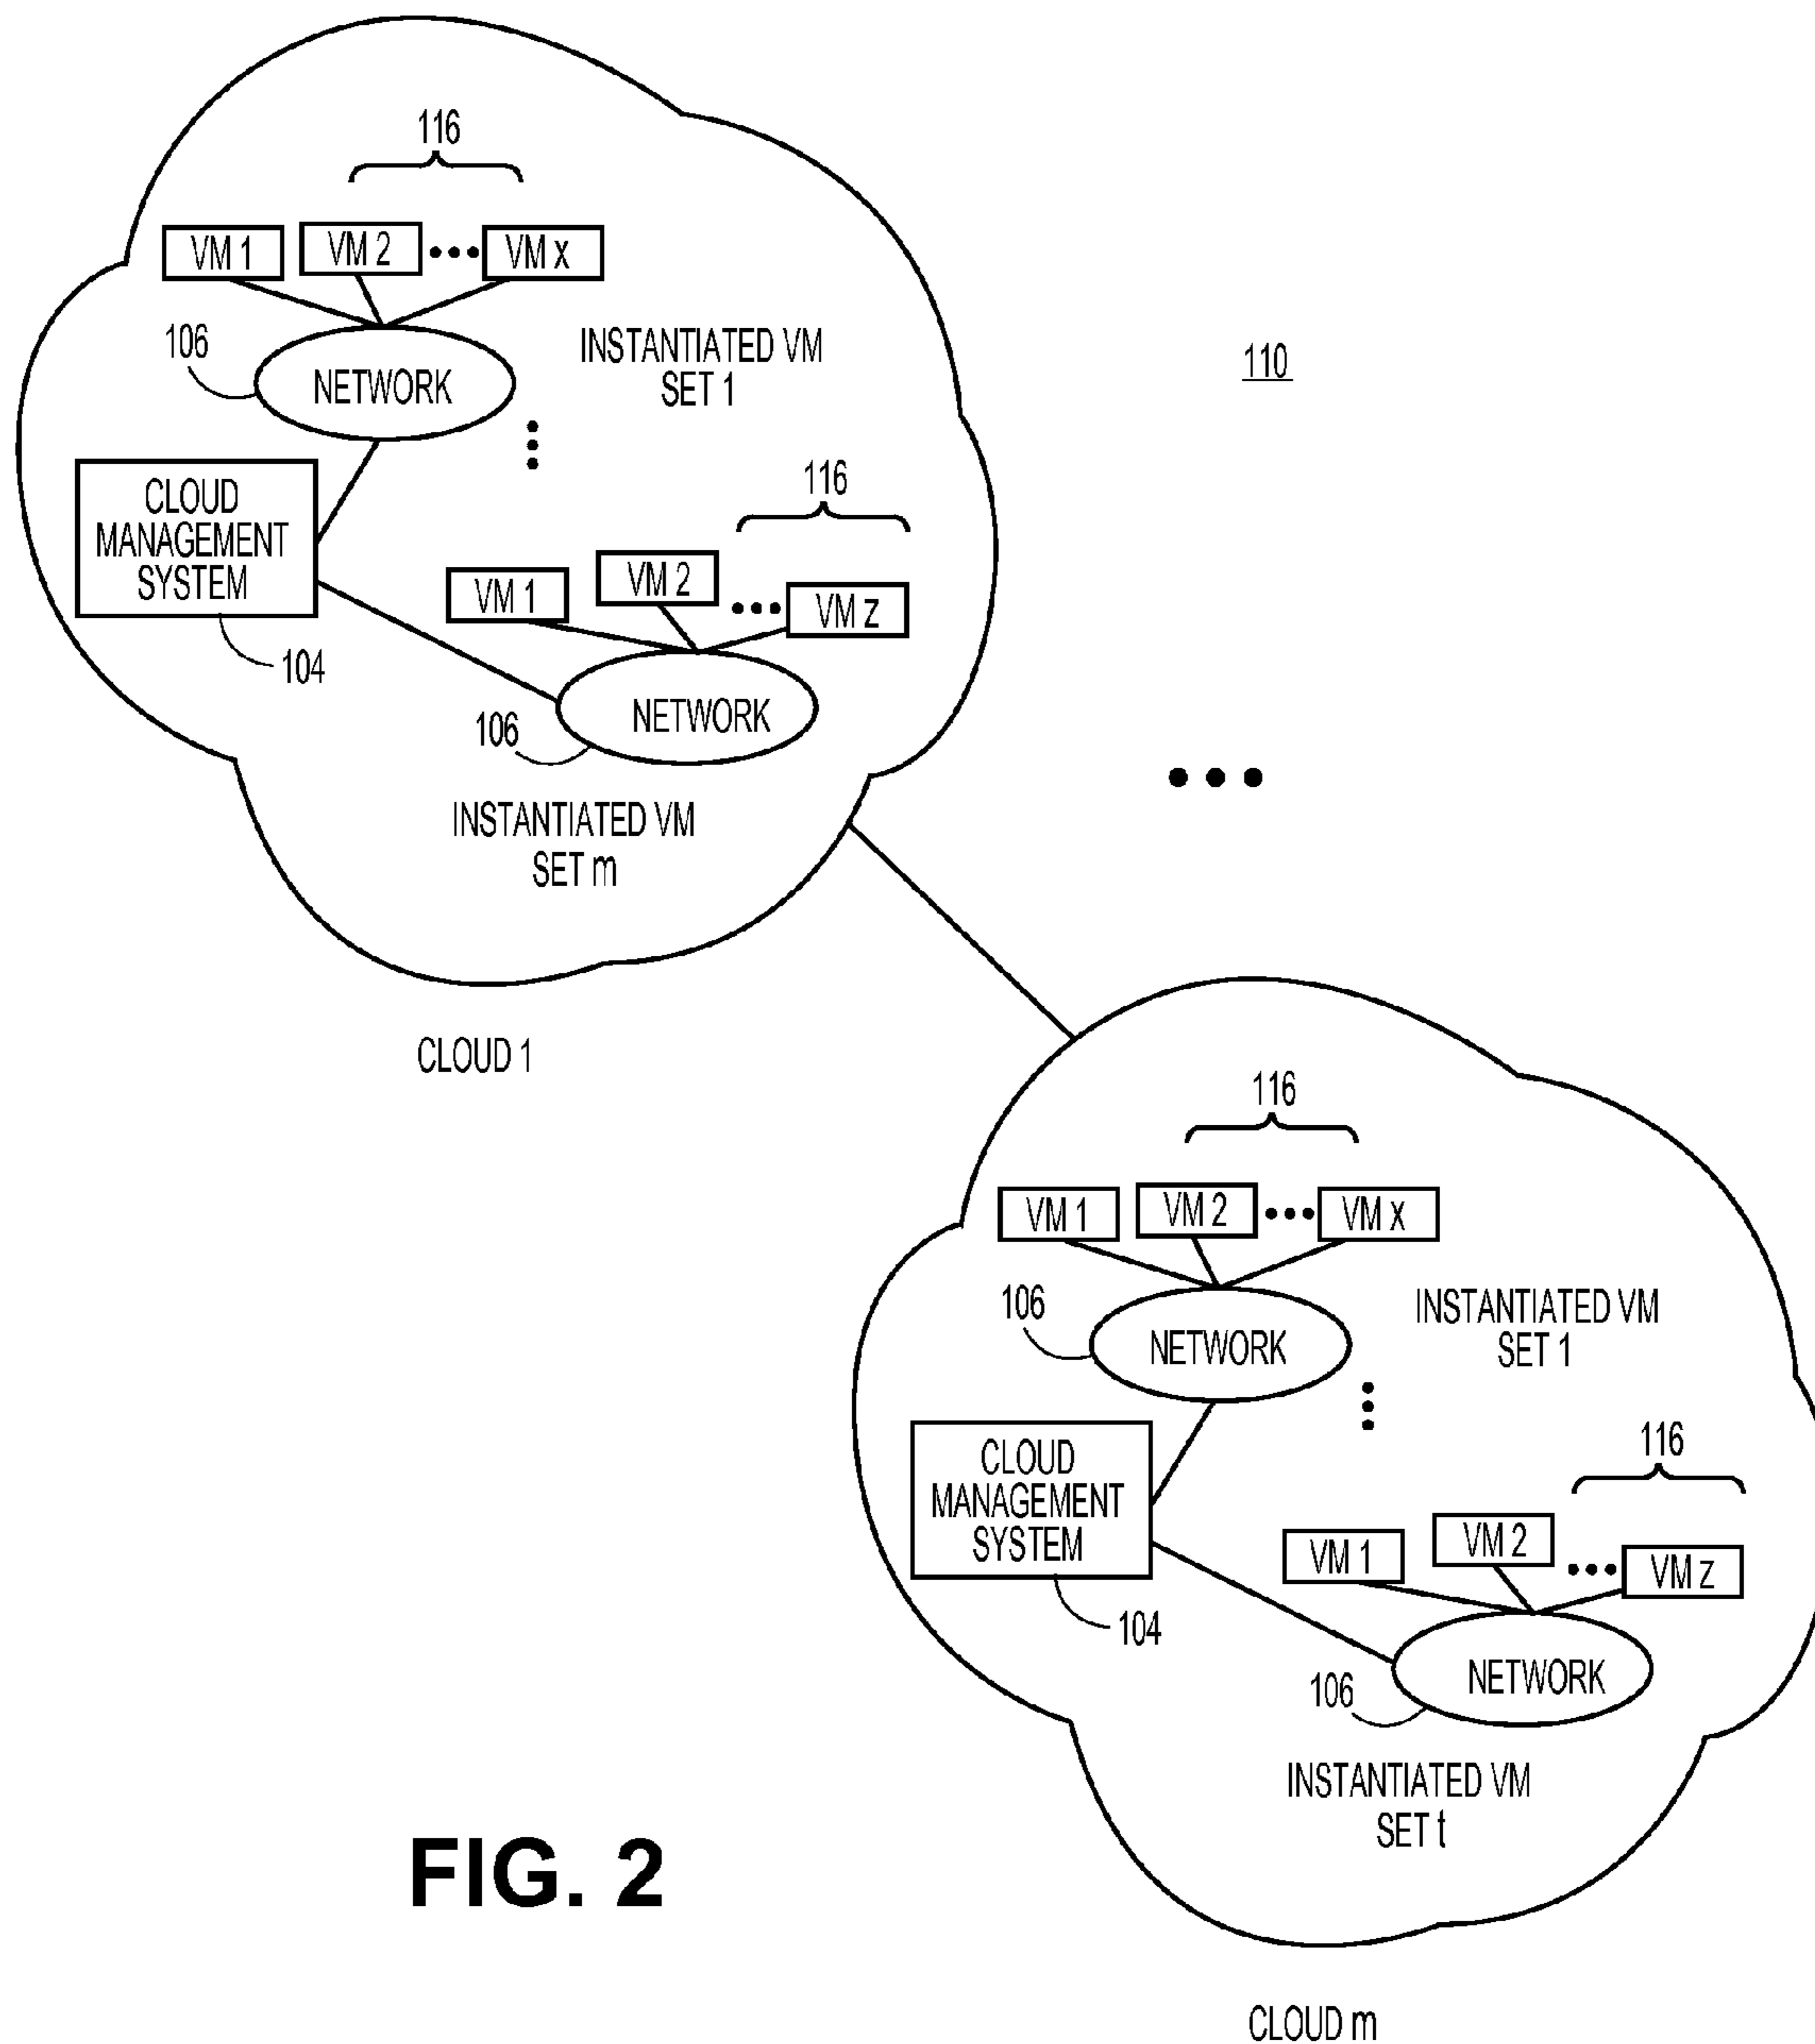 116
VM 1
VM 2
VM x
106
NETWORK
INSTANTIATED VM
SET 1
110
CLOUD
MANAGEMENT
SYSTEM
104
116
VM 1
VM 2
VM z
NETWORK
106
INSTANTIATED VM
SET m
CLOUD 1
116
VM 1
VM 2
VM x
106
NETWORK
INSTANTIATED VM
SET 1
CLOUD
MANAGEMENT
SYSTEM
104
116
VM 1
VM 2
VM z
NETWORK
106
INSTANTIATED VM
SET t
FIG. 2
CLOUD m